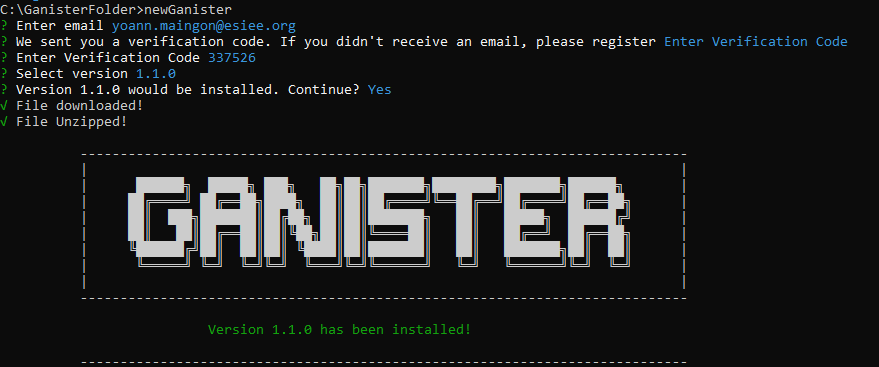 C:\GanisterFolder>newGanister
? Enter email yoann.maingon@esiee.org
? We sent you a verification code. If you didn't receive an email, please register Enter Verification Code
? Enter Verification Code 337526
? Select version 1.1.0
? Version 1.1.0 would be installed. Continue? Yes
√ File downloaded!
√ File Unzipped!
GANISTER
Version 1.1.0 has been installed!